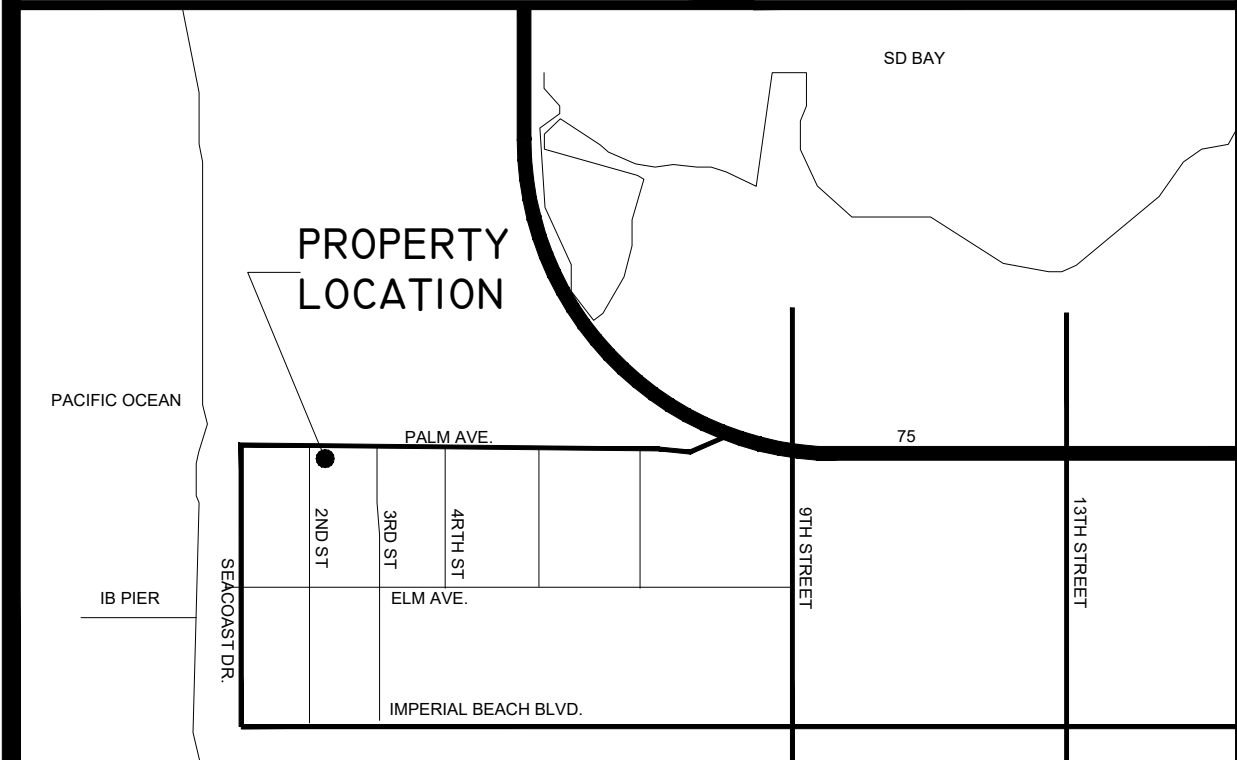 SD BAY
PROPERTY
LOCATION
PACIFIC OCEAN
PALM AVE.
75
2ND ST
3RD ST
4RTH ST
9TH STREET
13TH STREET
SEACOAST DR.
IB PIER
ELM AVE.
IMPERIAL BEACH BLVD.